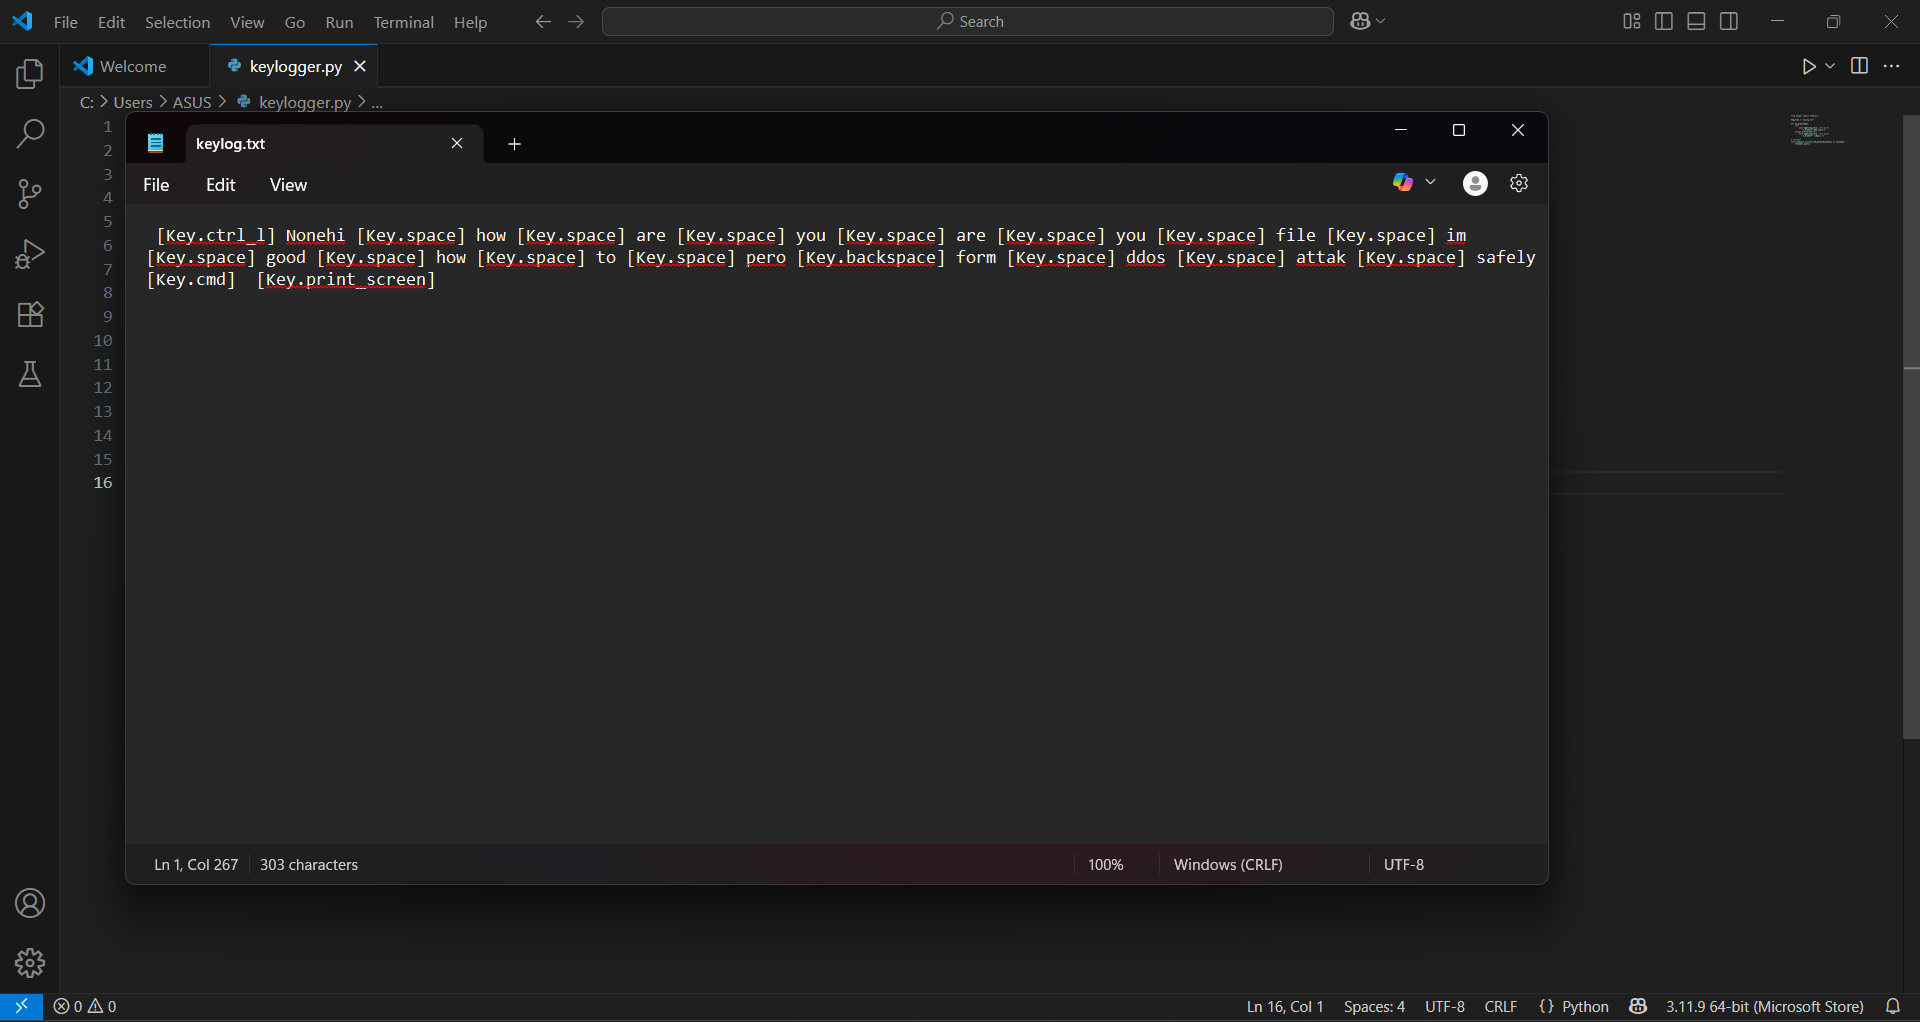 File Edit Selection View Go Run Terminal Help Search
Welcome keylogger.py
C: > Users > ASUS > keylogger.py > ...
keylog.txt
File Edit View
[Key.ctrl_l] Nonehi [Key.space] how [Key.space] are [Key.space] you [Key.space] are [Key.space] you [Key.space] file [Key.space] im
[Key.space] good [Key.space] how [Key.space] to [Key.space] pero [Key.backspace] form [Key.space] ddos [Key.space] attak [Key.space] safely
[Key.cmd] [Key.print_screen]
1
2
3
4
5
6
7
8
9
10
11
12
13
14
15
16
Ln 1, Col 267 303 characters 100% Windows (CRLF) UTF-8
0 0 Ln 16, Col 1 Spaces: 4 UTF-8 CRLF {} Python 3.11.9 64-bit (Microsoft Store)